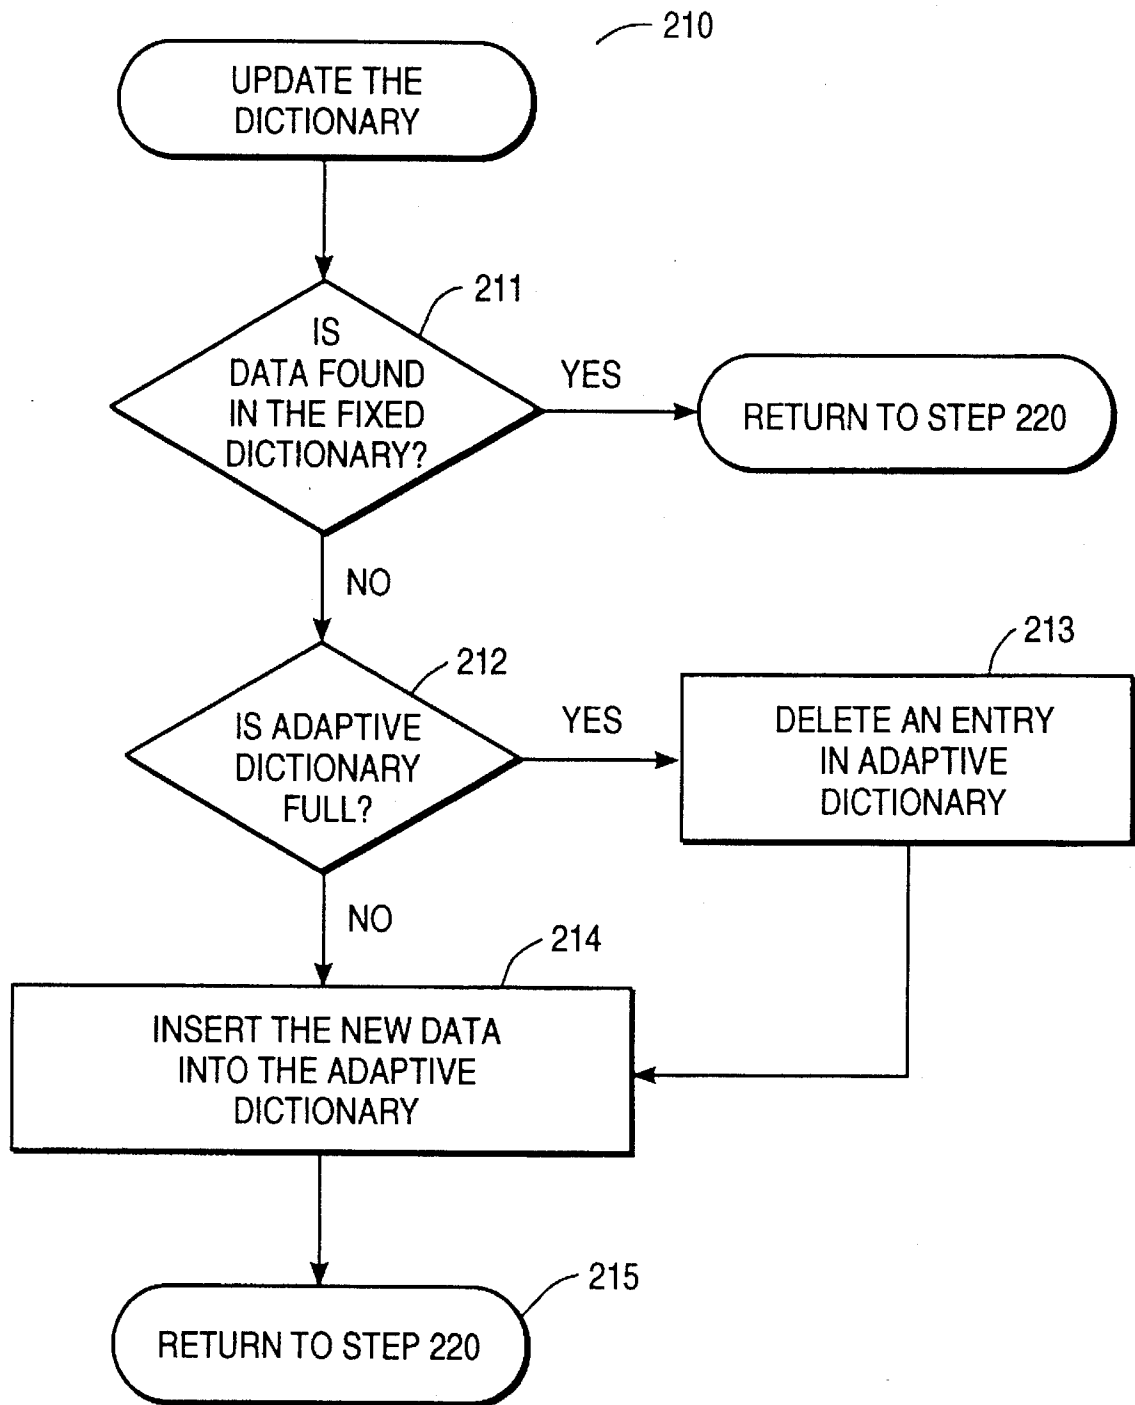 210
UPDATE THE
DICTIONARY
211
IS
DATA FOUND
IN THE FIXED
DICTIONARY?
YES
RETURN TO STEP 220
NO
212
IS ADAPTIVE
DICTIONARY
FULL?
YES
213
DELETE AN ENTRY
IN ADAPTIVE
DICTIONARY
NO
214
INSERT THE NEW DATA
INTO THE ADAPTIVE
DICTIONARY
215
RETURN TO STEP 220